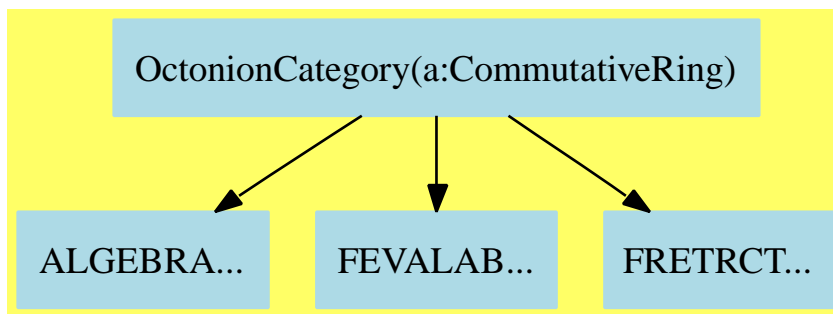 OctonionCategory(a:CommutativeRing)
ALGEBRA...
FEVALAB...
FRETRCT...